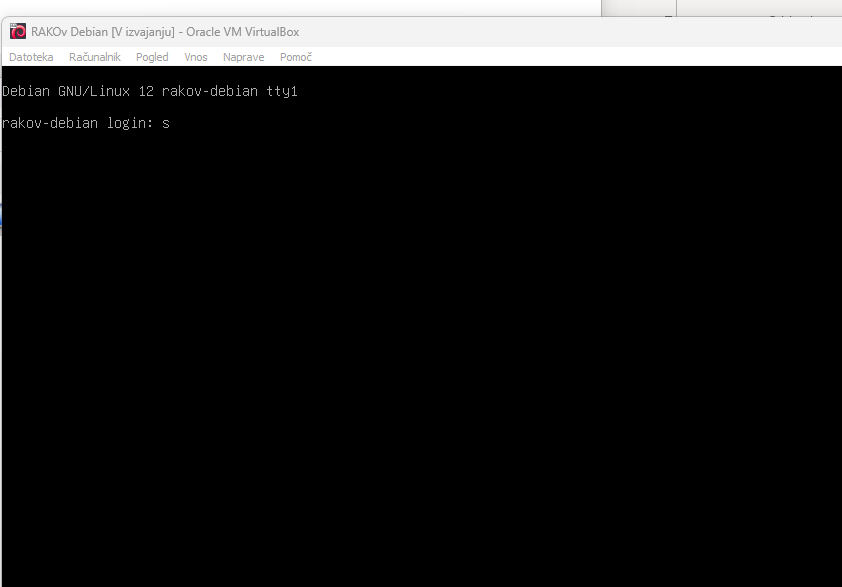 RAKOv Debian [V izvajanju] - Oracle VM VirtualBox
Datoteka Računalnik Pogled Vnos Naprave Pomoč
Debian GNU/Linux 12 rakov-debian tty1
rakov-debian login: s